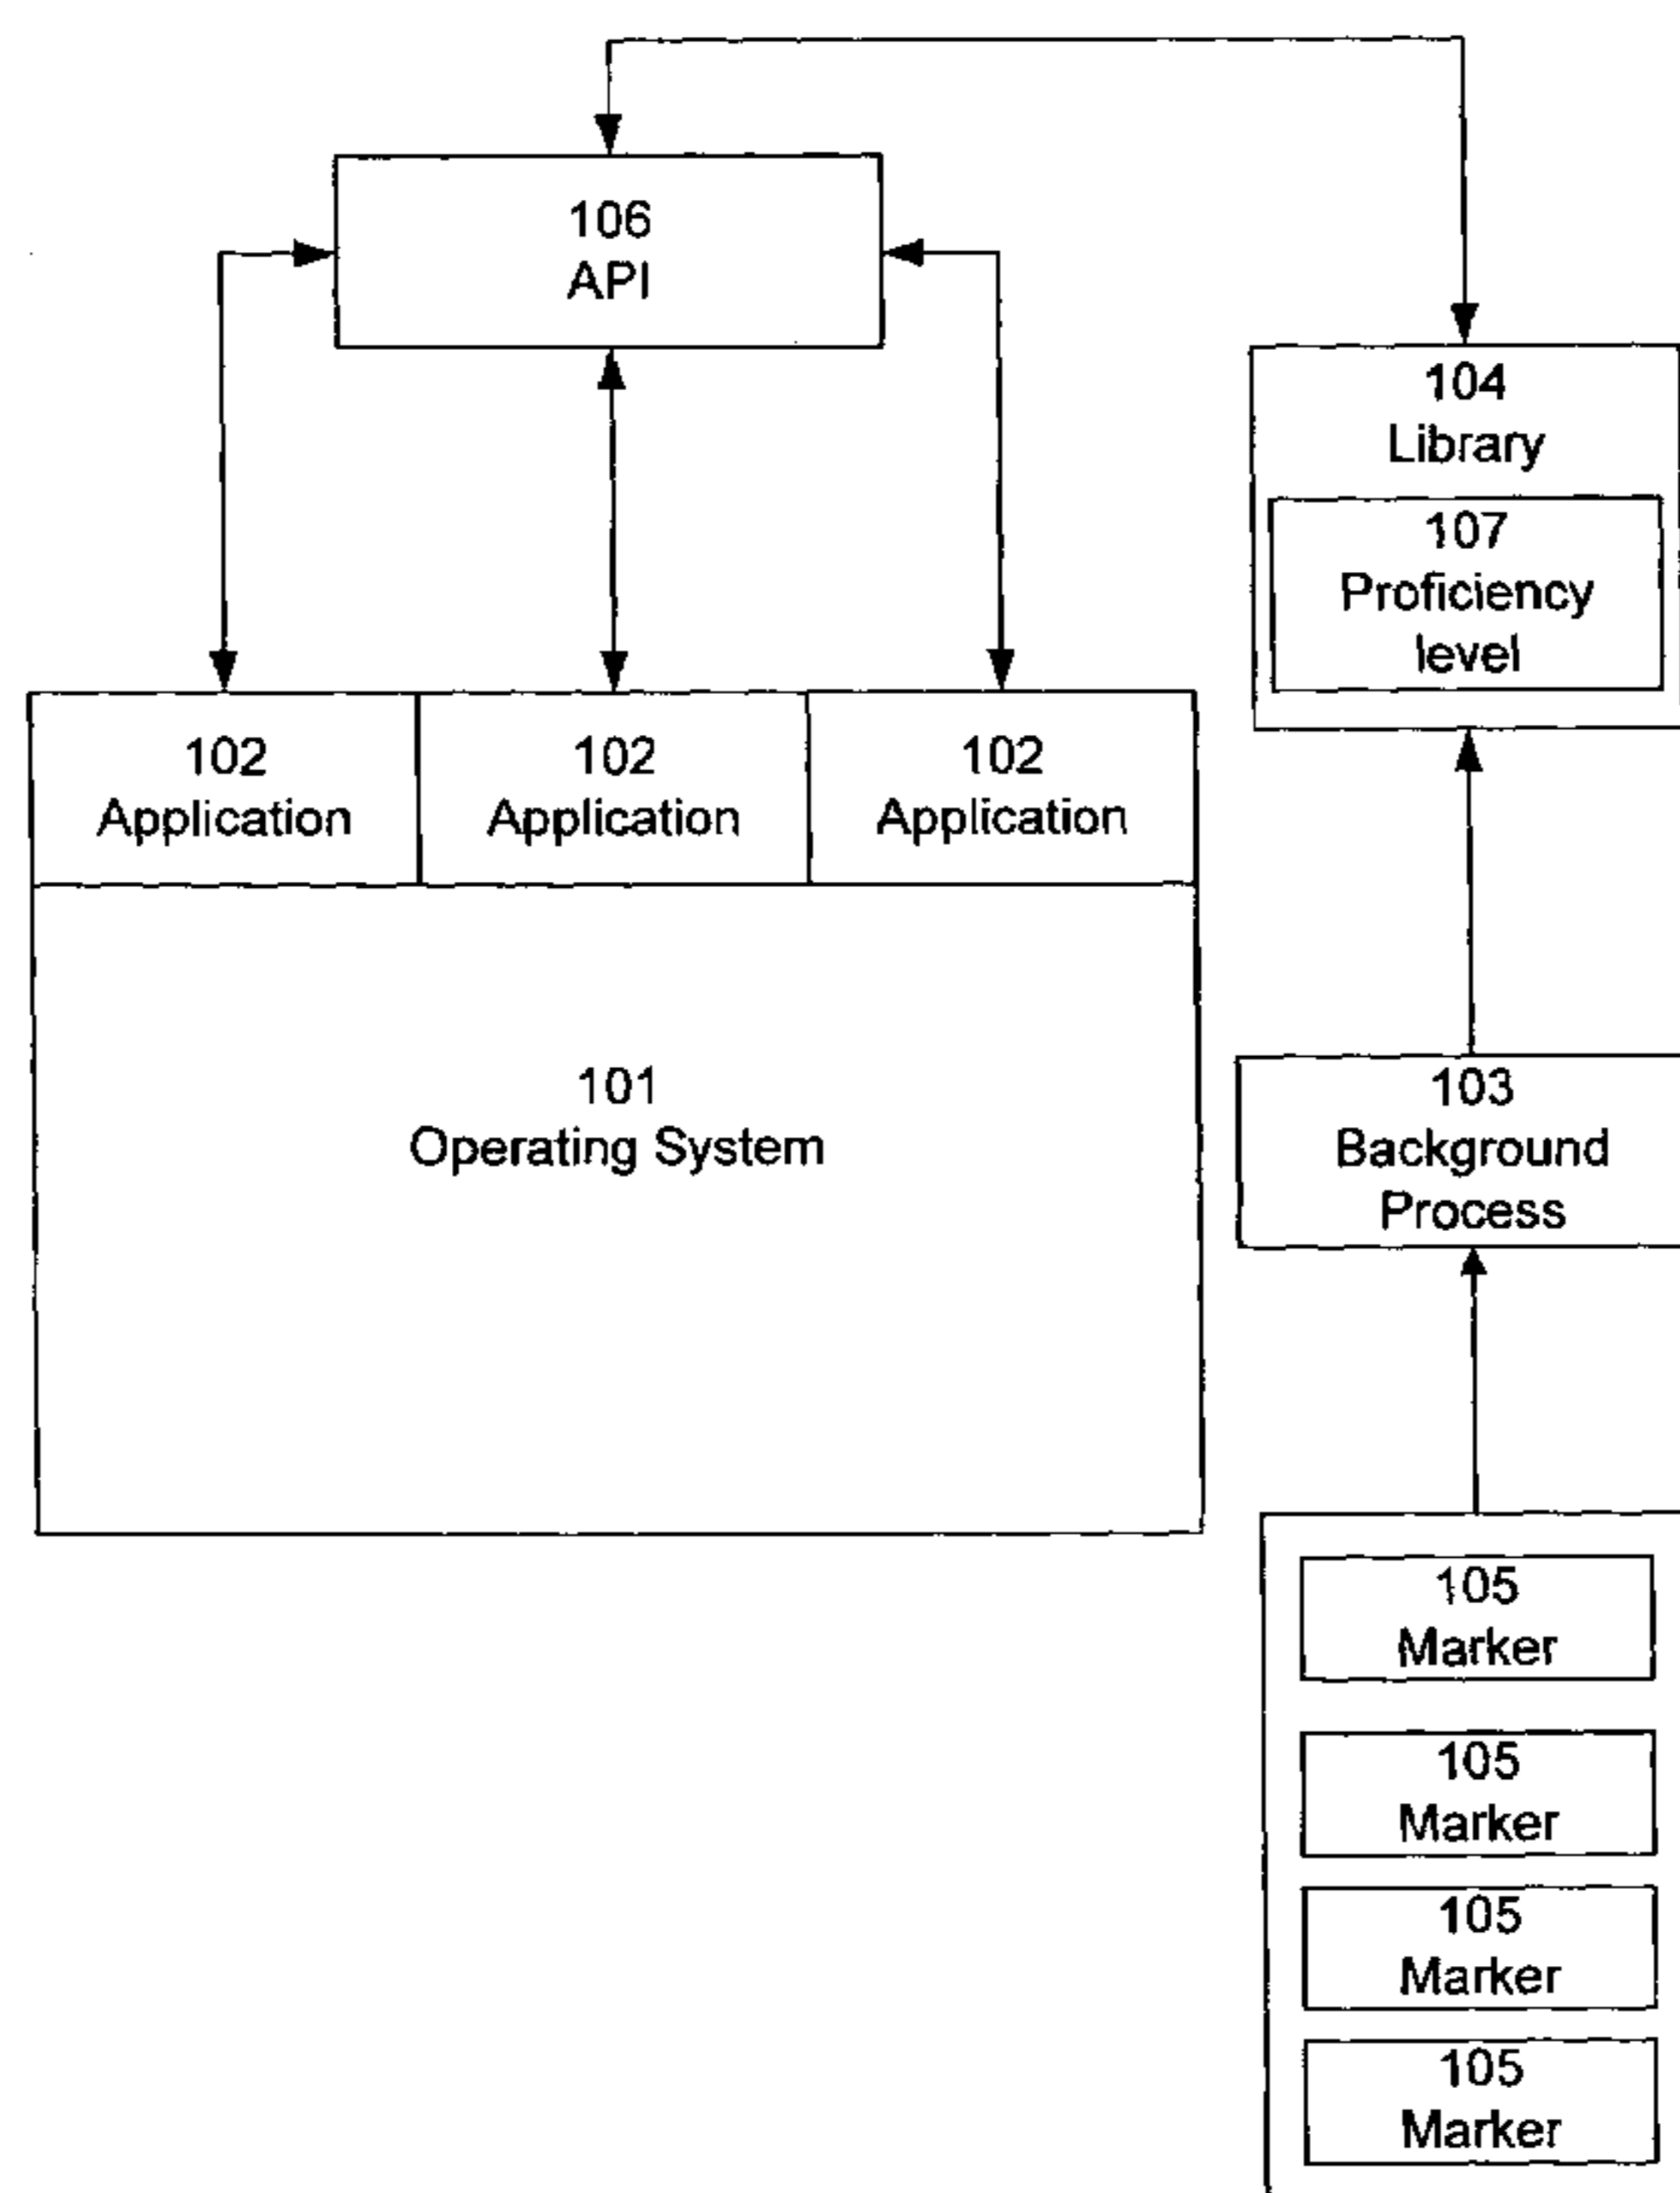 106
API
104
Library
107
Proficiency
level
102
Application
102
Application
102
Application
101
Operating System
103
Background
Process
105
Marker
105
Marker
105
Marker
105
Marker